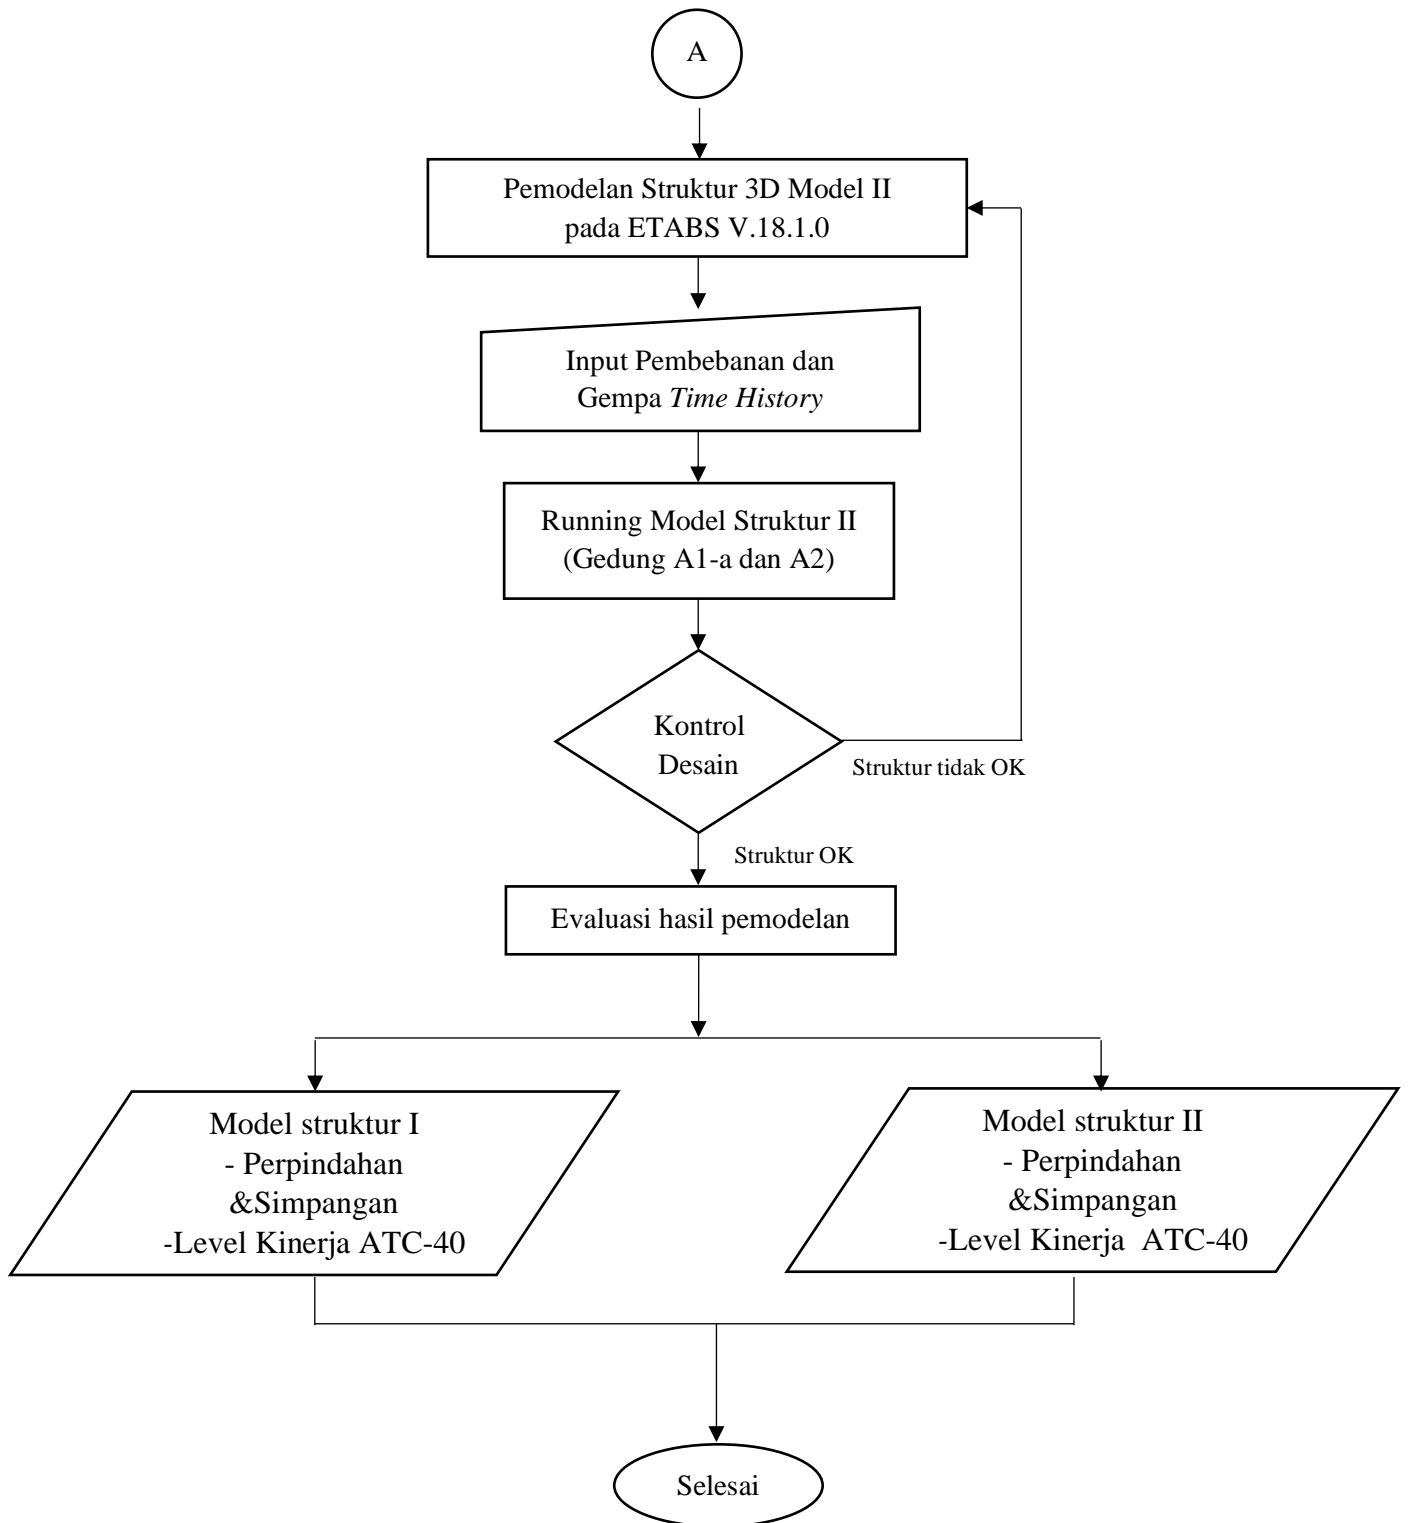 A
Pemodelan Struktur 3D Model II
pada ETABS V.18.1.0
Input Pembebanan dan
Gempa Time History
Running Model Struktur II
(Gedung A1-a dan A2)
Kontrol
Desain
Struktur tidak OK
Struktur OK
Evaluasi hasil pemodelan
Model struktur I
- Perpindahan
&Simpangan
-Level Kinerja ATC-40
Model struktur II
- Perpindahan
&Simpangan
-Level Kinerja  ATC-40
Selesai